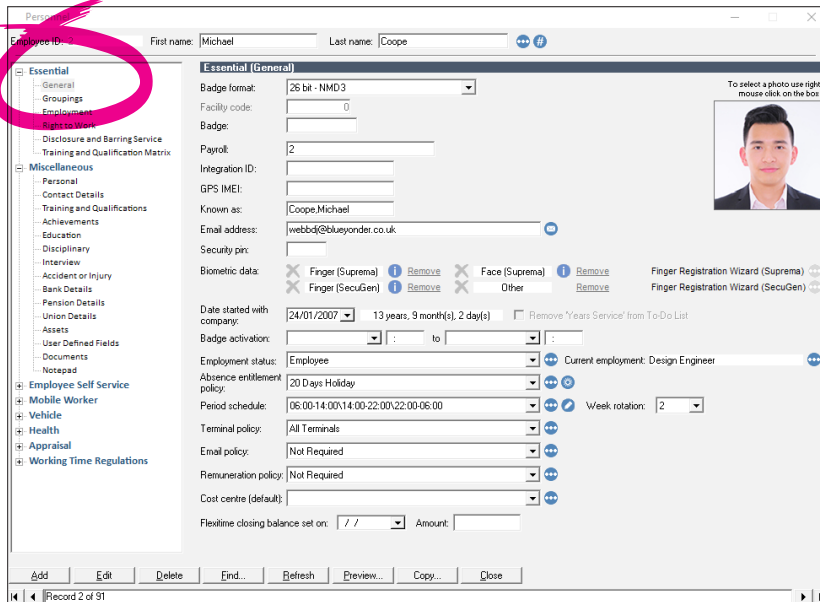 Personnel
Employee ID: 2 First name: Michael Last name: Coope #
Essential
General
Groupings
Employment
Right to Work
Disclosure and Barring Service
Training and Qualification Matrix
Miscellaneous
Personal
Contact Details
Training and Qualifications
Achievements
Education
Disciplinary
Interview
Accident or Injury
Bank Details
Pension Details
Union Details
Assets
User Defined Fields
Documents
Notepad
Employee Self Service
Mobile Worker
Vehicle
Health
Appraisal
Working Time Regulations
Essential (General)
Badge format: 26 bit - NMD3
To select a photo use right
mouse click on the box
Facility code: 0
Badge:
Payroll: 2
Integration ID:
GPS IMEI:
Known as: Coope,Michael
Email address: webbdj@blueyonder.co.uk
Security pin:
Biometric data: Finger (Suprema) Remove Face (Suprema) Remove Finger Registration Wizard (Suprema)
Finger (SecuGen) Remove Other Remove Finger Registration Wizard (SecuGen)
Date started with
company: 24/01/2007 13 years, 9 month(s), 2 day(s) Remove 'Years Service' from To-Do List
Badge activation: : to :
Employment status: Employee Current employment: Design Engineer
Absence entitlement
policy: 20 Days Holiday
Period schedule: 06:00-14:00\14:00-22:00\22:00-06:00 Week rotation: 2
Terminal policy: All Terminals
Email policy: Not Required
Remuneration policy: Not Required
Cost centre (default):
Flexitime closing balance set on: / / Amount:
Add Edit Delete Find... Refresh Preview... Copy... Close
Record 2 of 91